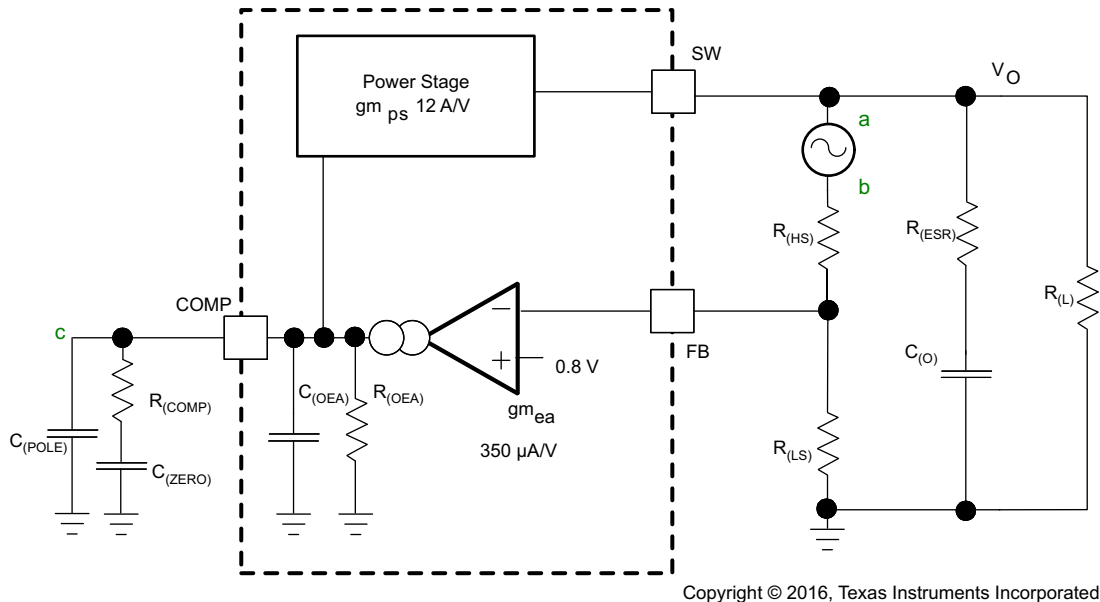 SW
Power Stage
gm ps 12 A/V
VO
a
b
R(HS)
R(ESR)
R(L)
COMP
c
FB
0.8 V
C(OEA)
R(OEA)
C(O)
R(COMP)
gm ea
C(POLE)
350 µA/V
R(LS)
C(ZERO)
Copyright © 2016, Texas Instruments Incorporated